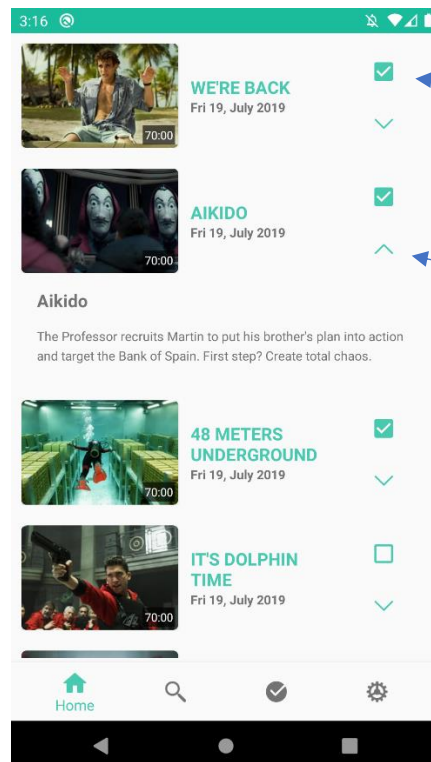 3:16
WE'RE BACK
Fri 19, July 2019
70:00
AIKIDO
Fri 19, July 2019
70:00
Aikido
The Professor recruits Martin to put his brother's plan into action
and target the Bank of Spain. First step? Create total chaos.
48 METERS
UNDERGROUND
Fri 19, July 2019
70:00
IT'S DOLPHIN
TIME
Fri 19, July 2019
70:00
Home